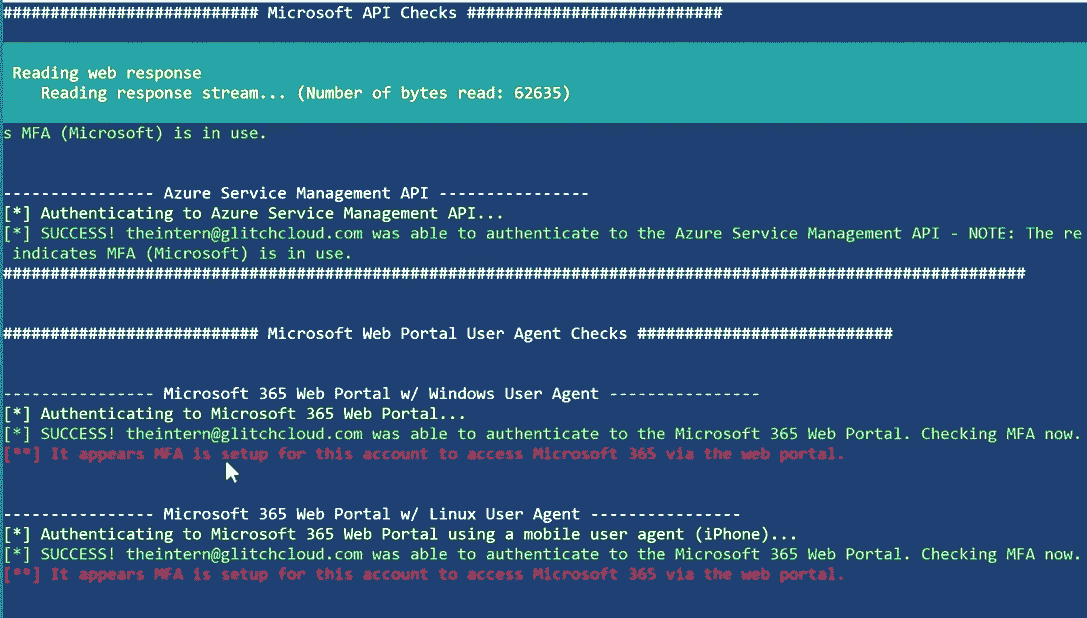 ########################### Microsoft API Checks ###########################
Reading web response
Reading response stream... (Number of bytes read: 62635)
s MFA (Microsoft) is in use.
---------------- Azure Service Management API ----------------
[*] Authenticating to Azure Service Management API...
[*] SUCCESS! theintern@glitchcloud.com was able to authenticate to the Azure Service Management API - NOTE: The re
indicates MFA (Microsoft) is in use.
############################################################################################################
########################### Microsoft Web Portal User Agent Checks ###########################
---------------- Microsoft 365 Web Portal w/ Windows User Agent ----------------
[*] Authenticating to Microsoft 365 Web Portal...
[*] SUCCESS! theintern@glitchcloud.com was able to authenticate to the Microsoft 365 Web Portal. Checking MFA now.
[**] It appears MFA is setup for this account to access Microsoft 365 via the web portal.
---------------- Microsoft 365 Web Portal w/ Linux User Agent ----------------
[*] Authenticating to Microsoft 365 Web Portal using a mobile user agent (iPhone)...
[*] SUCCESS! theintern@glitchcloud.com was able to authenticate to the Microsoft 365 Web Portal. Checking MFA now.
[**] It appears MFA is setup for this account to access Microsoft 365 via the web portal.